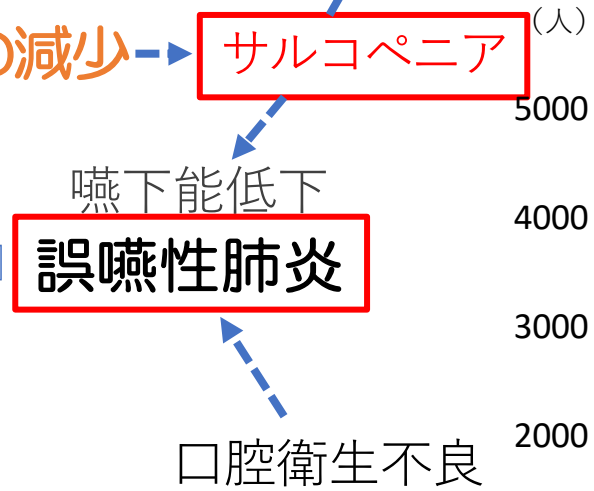 の減少
サルコペニア
(人)
5000
嚥下能低下
4000
誤嚥性肺炎
3000
2000
口腔衛生不良